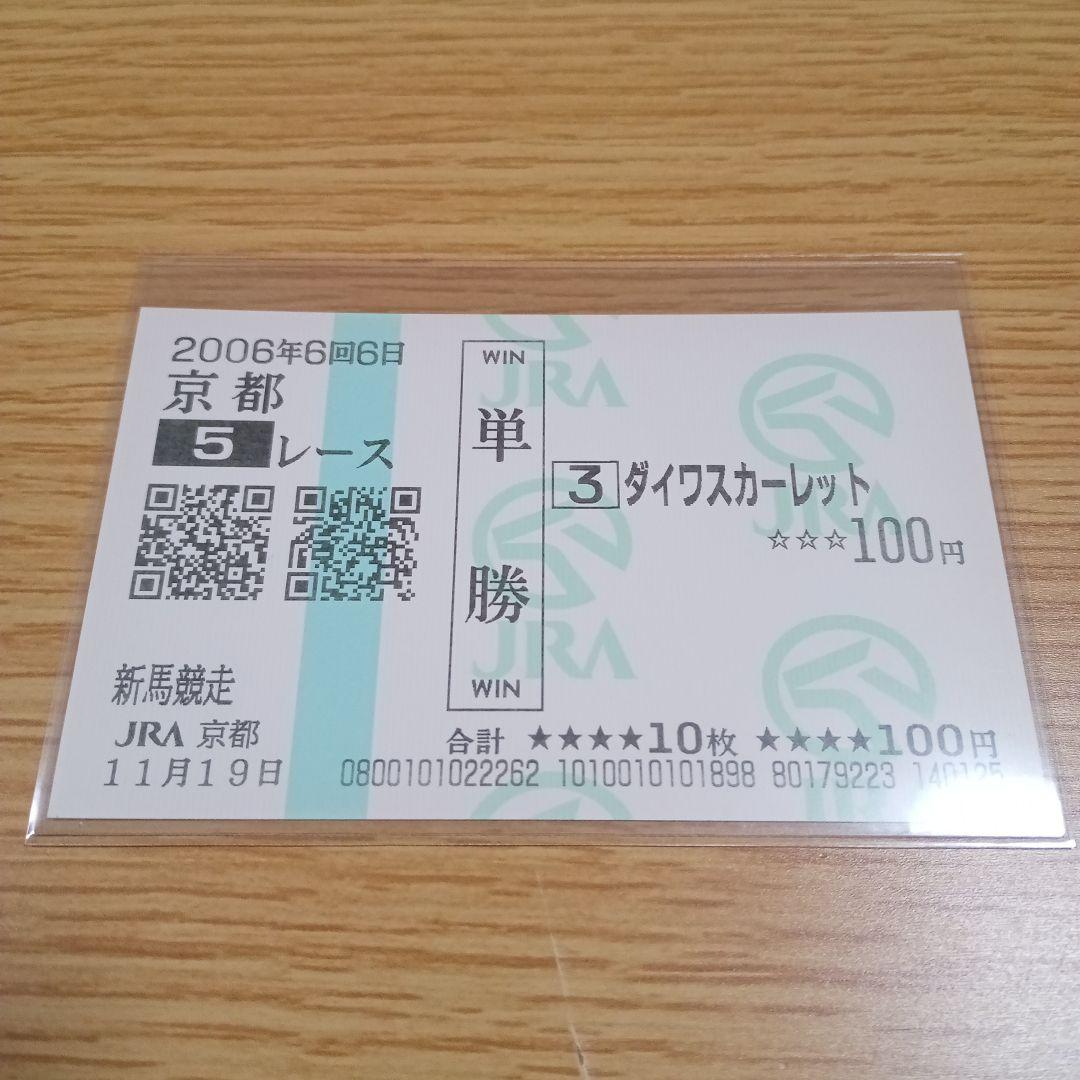 2006年6回6日
京都
5レース
新馬競走
JRA 京都
11月19日
WIN
単勝
WIN
3 ダイワスカーレット
☆☆☆100円
合計 ★★★★10枚 ★★★★100円
0800101022262 1010010101898 80179223 140125
JRA
JRA
JRA